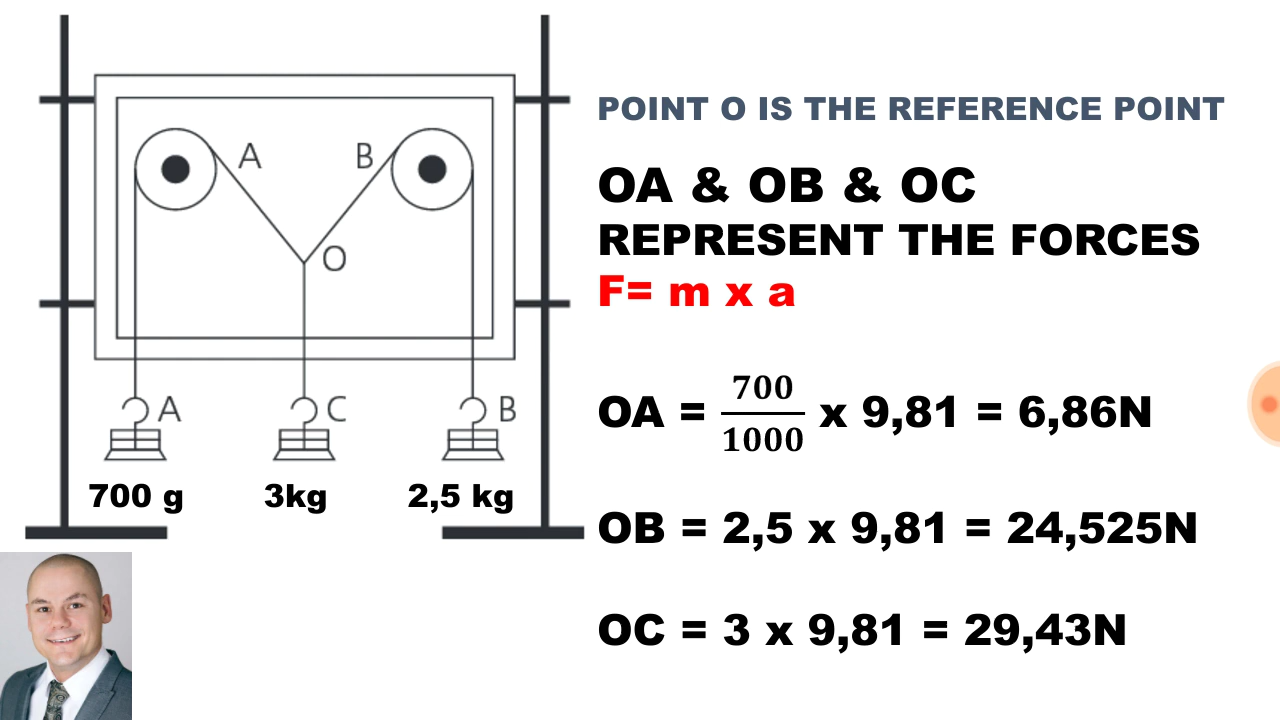 A
B
O
A
C
B
700 g
3kg
2,5 kg
POINT O IS THE REFERENCE POINT
OA & OB & OC
REPRESENT THE FORCES
F= m x a
OA = 700/1000 x 9,81 = 6,86N
OB = 2,5 x 9,81 = 24,525N
OC = 3 x 9,81 = 29,43N